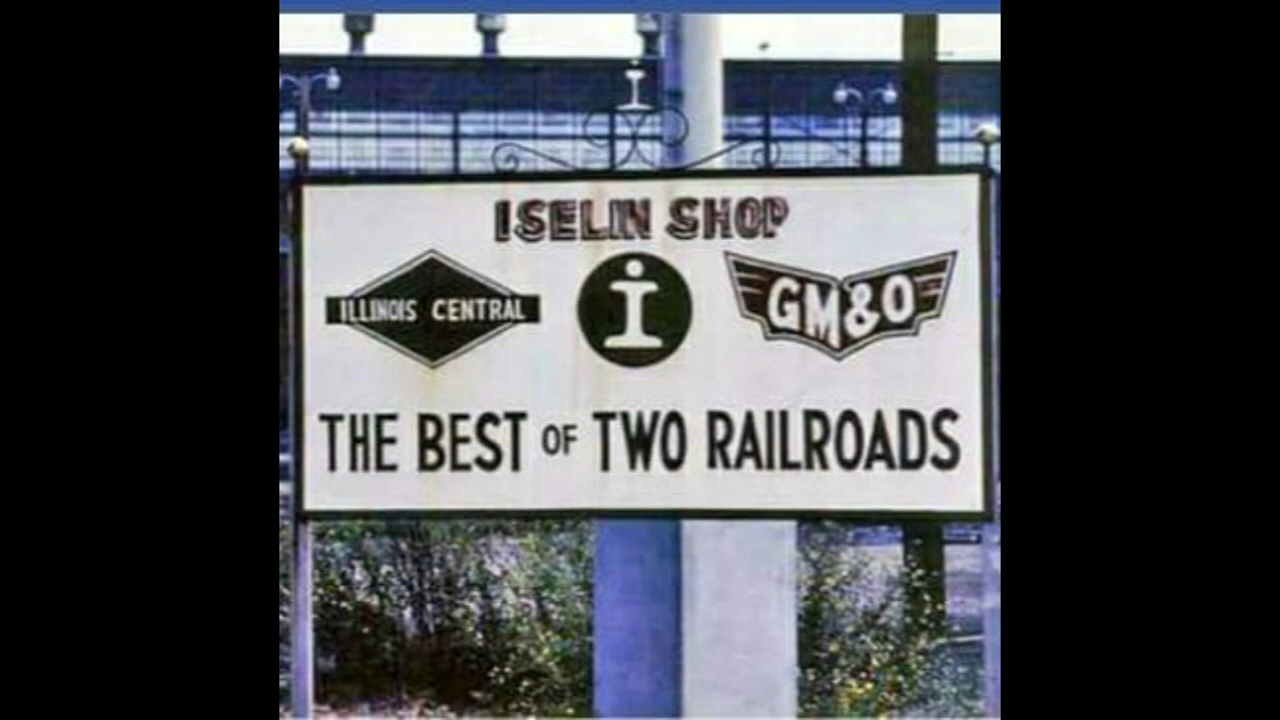 ISELIN SHOP
ILLINOIS CENTRAL
i
GM&O
THE BEST OF TWO RAILROADS